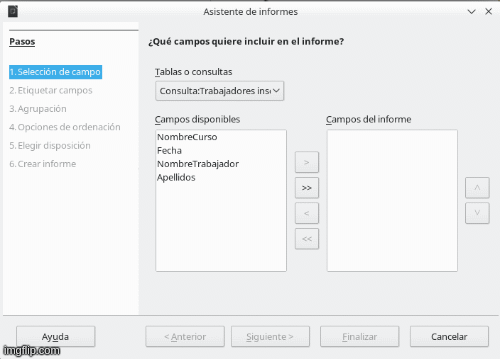 Asistente de informes
Pasos
1. Selección de campo
2. Etiquetar campos
3. Agrupación
4. Opciones de ordenación
5. Elegir disposición
6. Crear informe
¿Qué campos quiere incluir en el informe?
Tablas o consultas
Consulta:Trabajadores
Campos disponibles
NombreCurso
Fecha
NombreTrabajador
Apellidos
>
>>
<
<<
Campos del informe
Ayuda
< Anterior
Siguiente >
Finalizar
Cancelar
imgflip.com